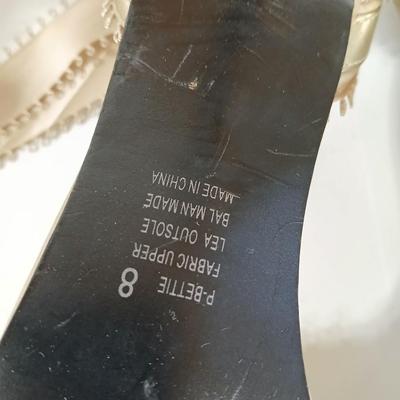 P-BETTIE
8
FABRIC UPPER
LEA OUTSOLE
BAL MAN MADE
MADE IN CHINA